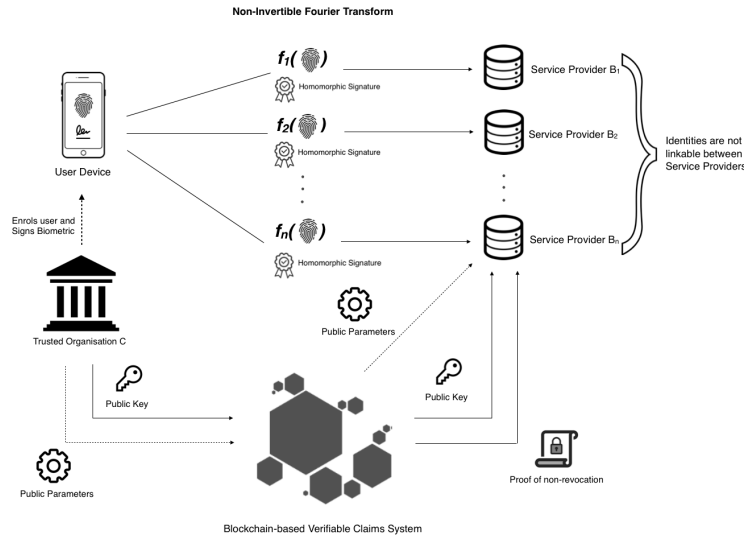 Non-Invertible Fourier Transform
f1( )
Homomorphic Signature
Service Provider B1
f2( )
Homomorphic Signature
Service Provider B2
Identities are not
linkable between
Service Providers
User Device
Enrols user and
Signs Biometric
fn( )
Homomorphic Signature
Service Provider Bn
Trusted Organisation C
Public Parameters
Public Key
Public Key
Public Parameters
Proof of non-revocation
Blockchain-based Verifiable Claims System